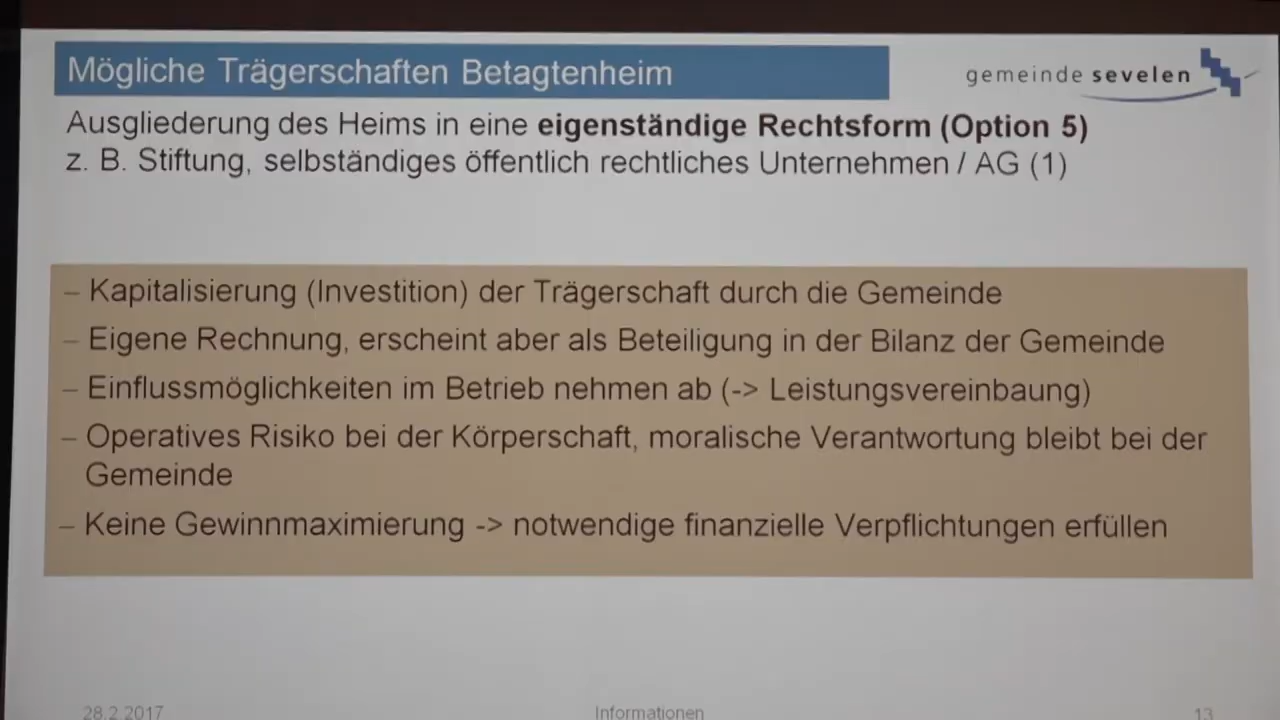 Mögliche Trägerschaften Betagtenheim
gemeinde sevelen
Ausgliederung des Heims in eine eigenständige Rechtsform (Option 5)
z. B. Stiftung, selbständiges öffentlich rechtliches Unternehmen / AG (1)
– Kapitalisierung (Investition) der Trägerschaft durch die Gemeinde
– Eigene Rechnung, erscheint aber als Beteiligung in der Bilanz der Gemeinde
– Einflussmöglichkeiten im Betrieb nehmen ab (-> Leistungsvereinbaung)
– Operatives Risiko bei der Körperschaft, moralische Verantwortung bleibt bei der
Gemeinde
– Keine Gewinnmaximierung -> notwendige finanzielle Verpflichtungen erfüllen
28.2.2017 Informationen 13